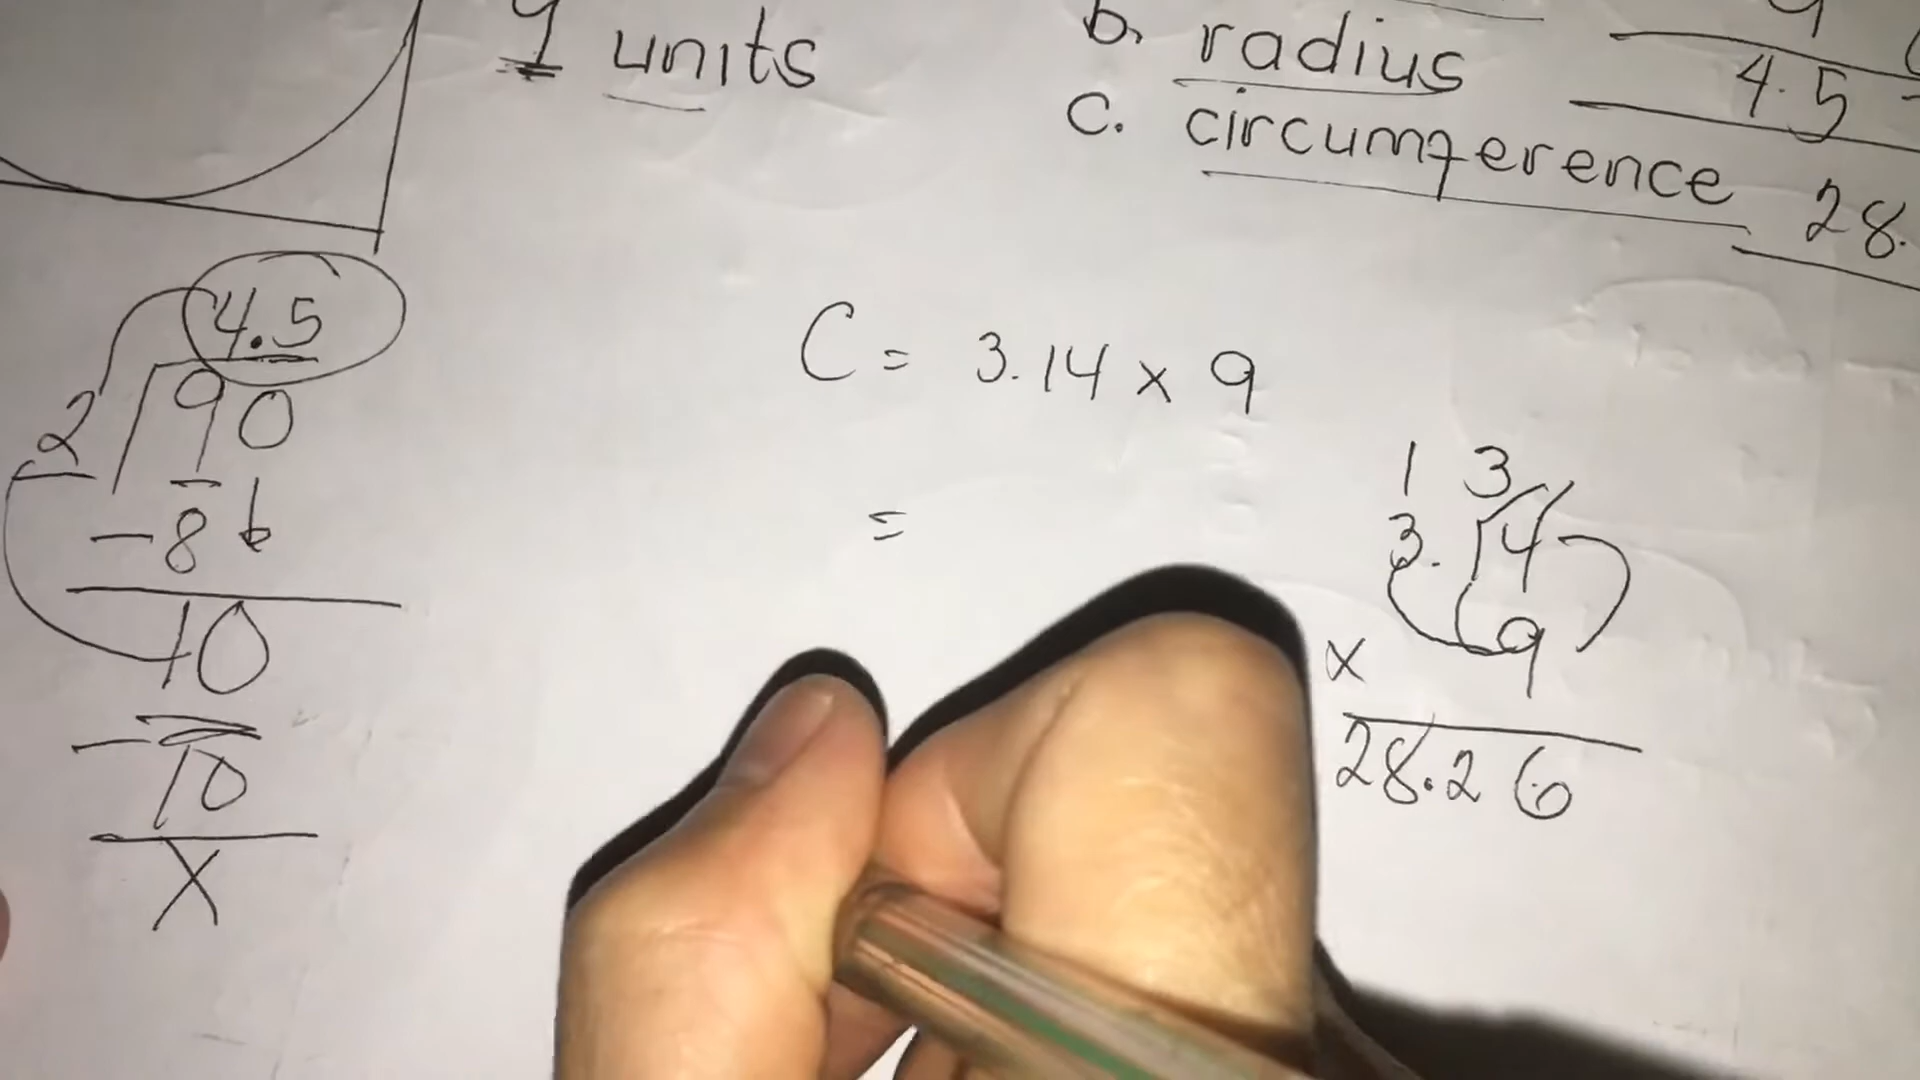 9 units
b. radius
4.5
c. circumference 28.
4.5
2 90
- 8
10
- 10
x
C = 3.14 x 9
=
1 3
3.14
x 9
28.26